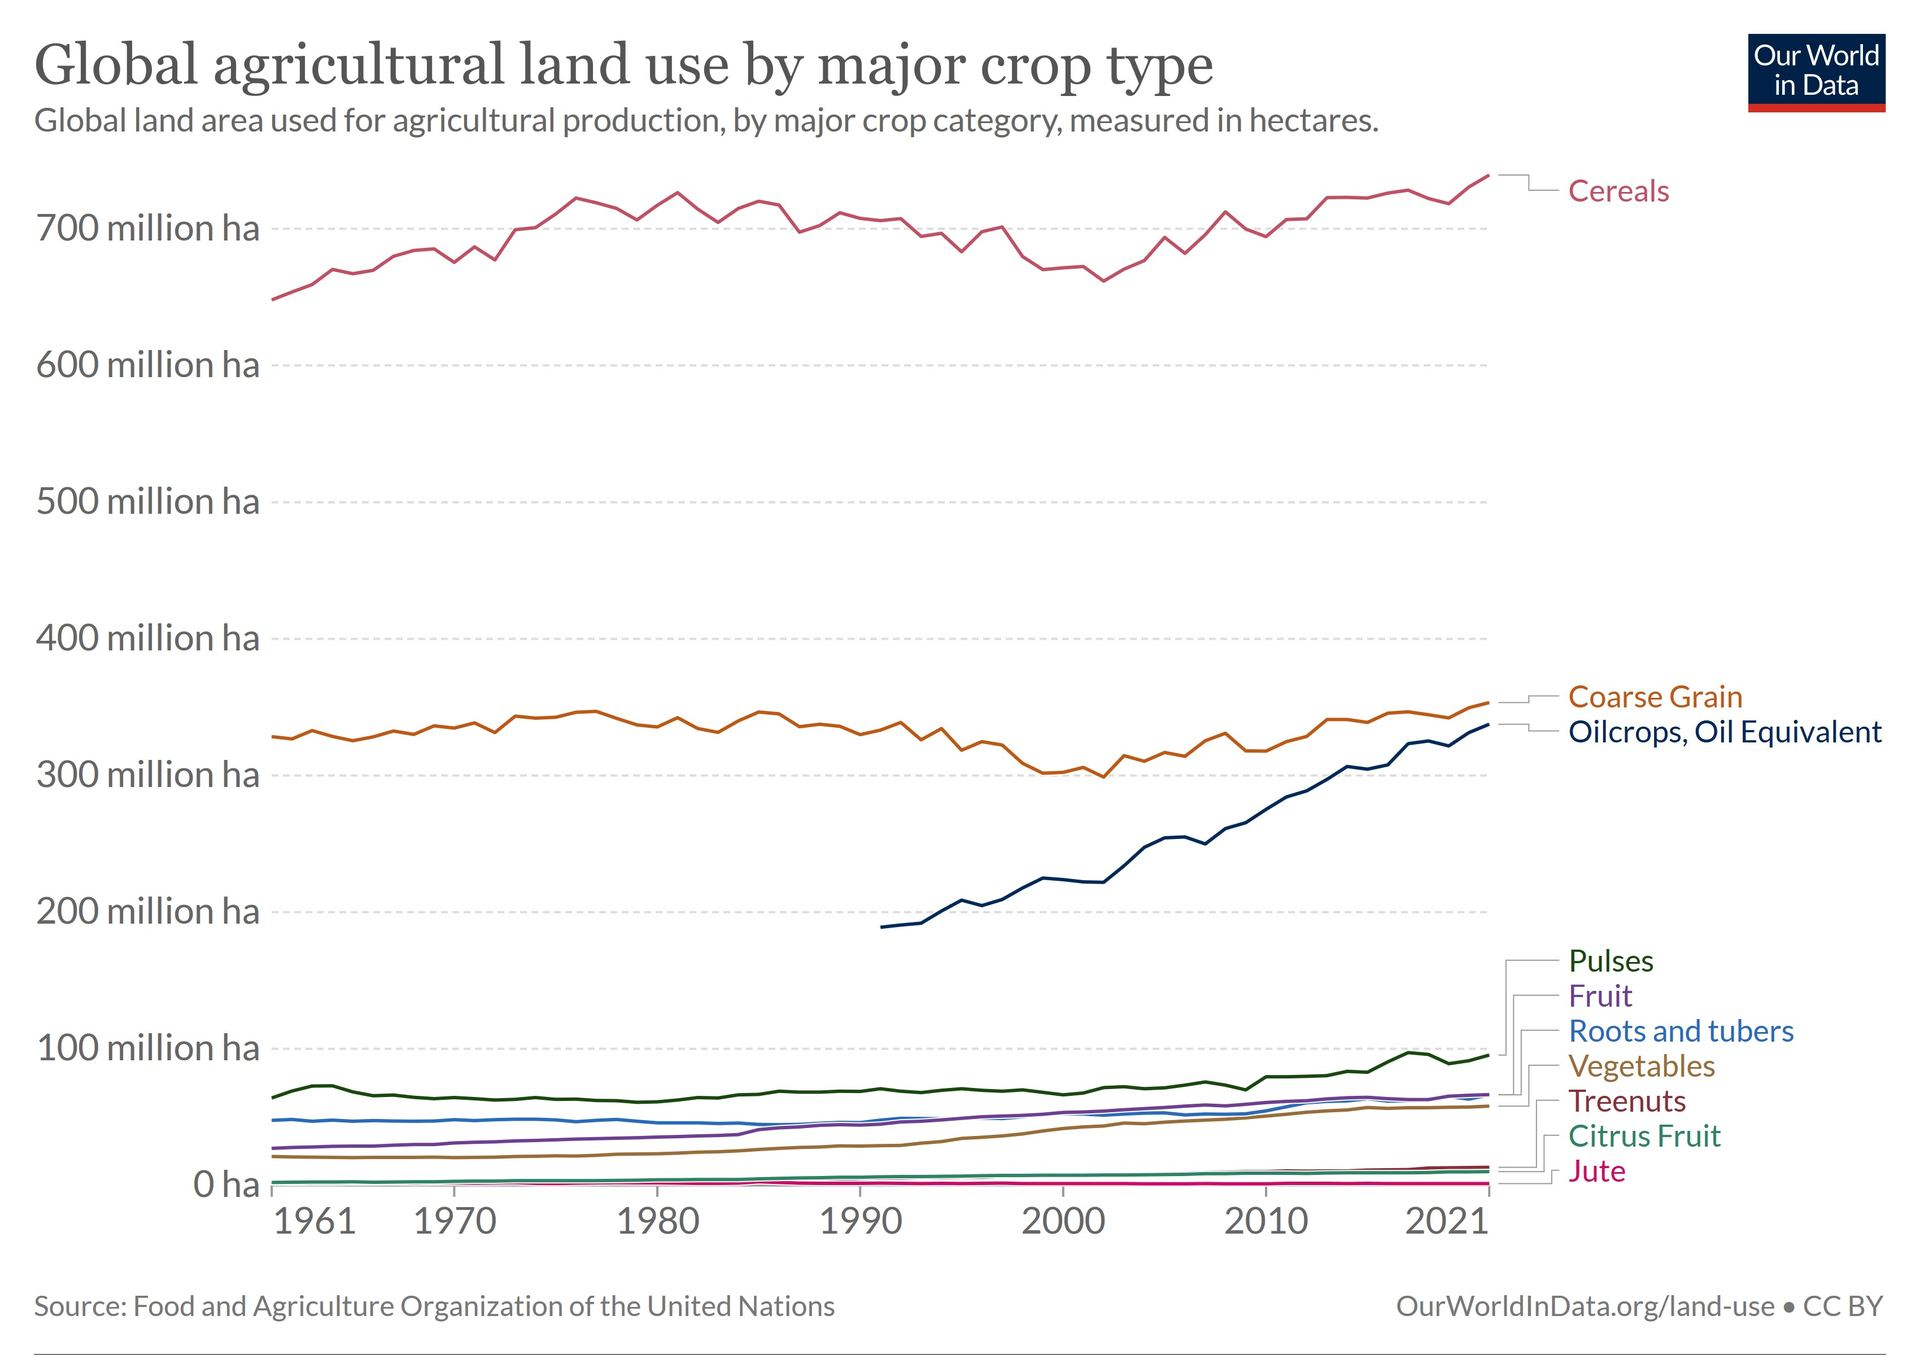 Global agricultural land use by major crop type
Our World
in Data
Global land area used for agricultural production, by major crop category, measured in hectares.
Cereals
700 million ha
600 million ha
500 million ha
400 million ha
Coarse Grain
Oilcrops, Oil Equivalent
300 million ha
200 million ha
Pulses
Fruit
Roots and tubers
100 million ha
Vegetables
Treenuts
Citrus Fruit
Jute
0 ha
1961 1970 1980 1990 2000 2010 2021
Source: Food and Agriculture Organization of the United Nations
OurWorldInData.org/land-use • CC BY